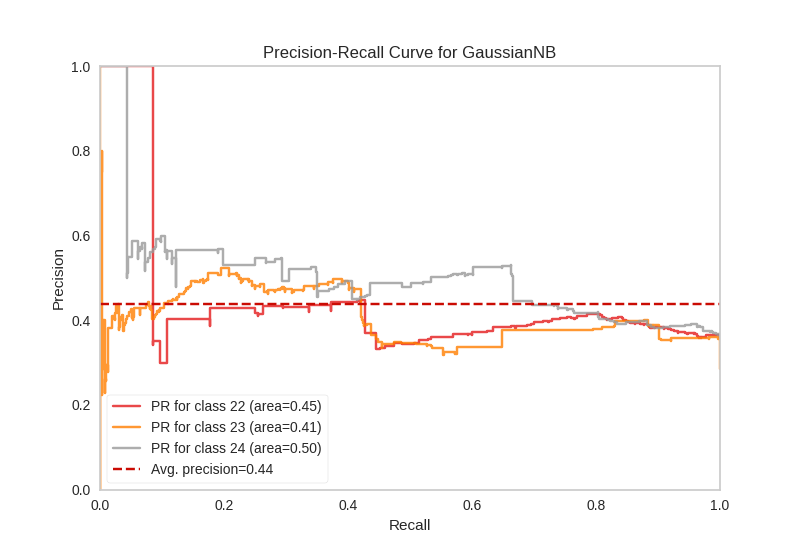 Precision-Recall Curve for GaussianNB
1.0
0.8
0.6
0.4
0.2
0.0
Precision
PR for class 22 (area=0.45)
PR for class 23 (area=0.41)
PR for class 24 (area=0.50)
Avg. precision=0.44
0.0 0.2 0.4 0.6 0.8 1.0
Recall